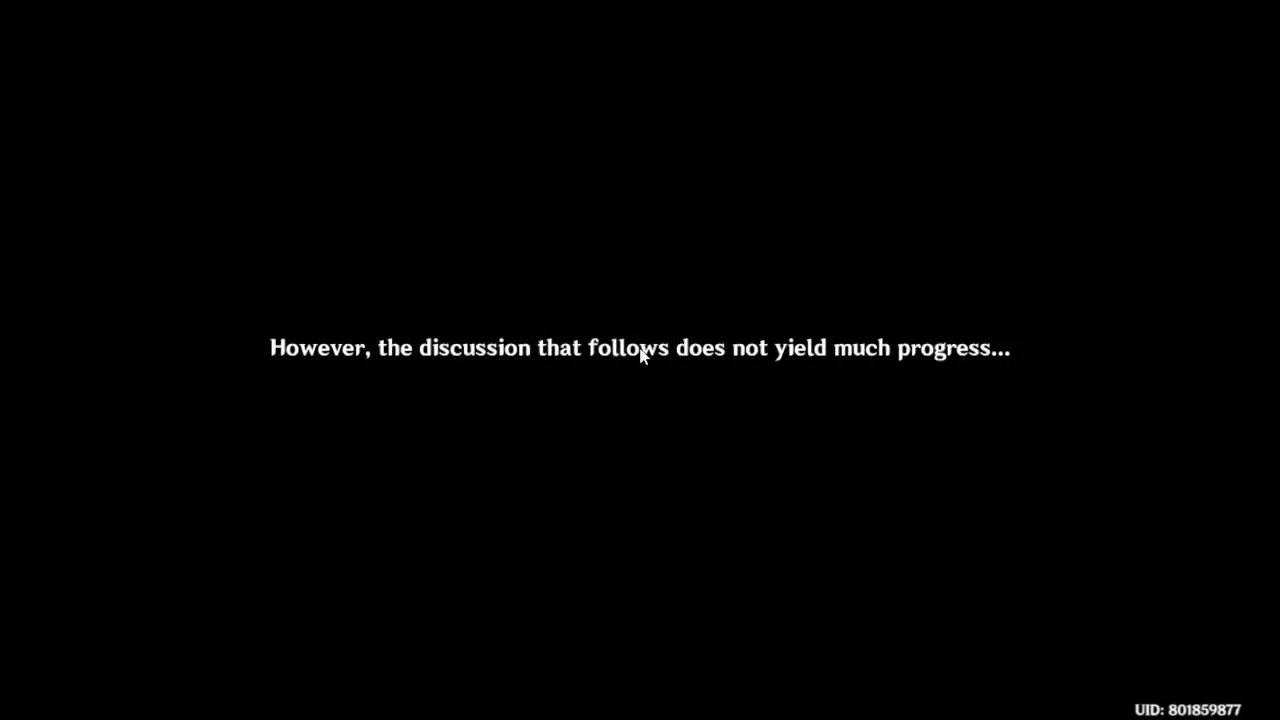 However, the discussion that follows does not yield much progress...
UID: 801859877